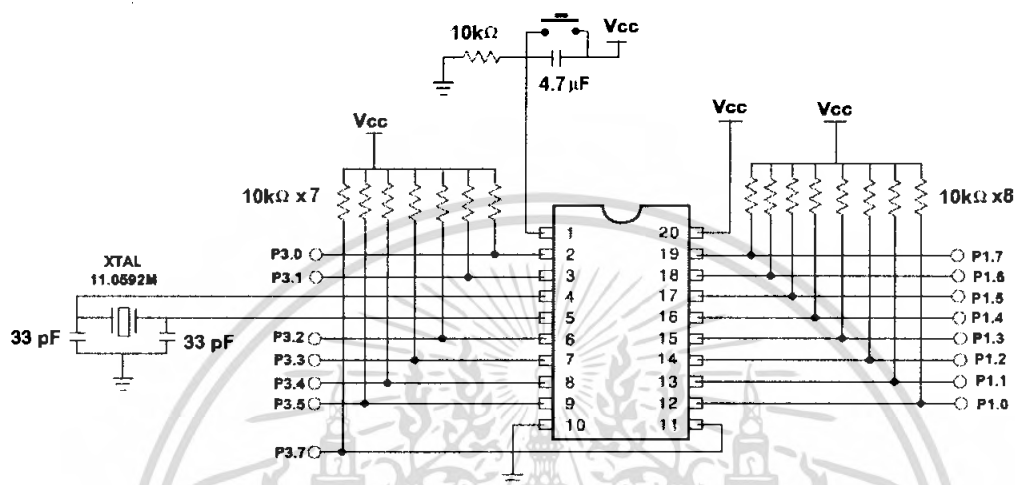 10kΩ
Vcc
4.7 µF
Vcc
Vcc
Vcc
10kΩ x7
10kΩ x8
1
20
P3.0
2
19
P1.7
P3.1
3
18
P1.6
XTAL
11.0592M
4
17
P1.5
5
16
P1.4
33 pF
33 pF
P3.2
6
15
P1.3
P3.3
7
14
P1.2
P3.4
8
13
P1.1
P3.5
9
12
P1.0
10
11
P3.7